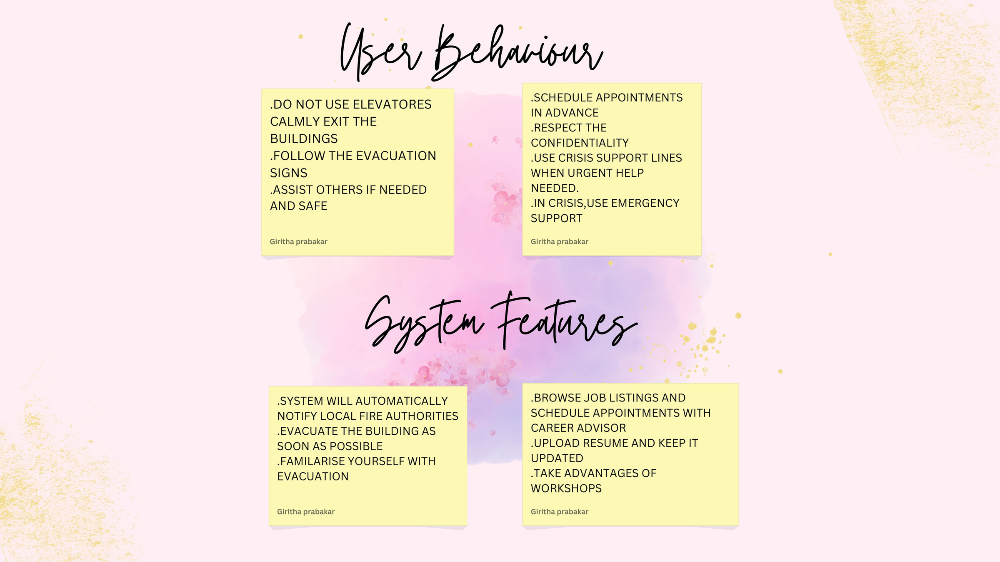 User Behaviour
.DO NOT USE ELEVATORES
CALMLY EXIT THE
BUILDINGS
.FOLLOW THE EVACUATION
SIGNS
.ASSIST OTHERS IF NEEDED
AND SAFE
Giritha prabakar
.SCHEDULE APPOINTMENTS
IN ADVANCE
.RESPECT THE
CONFIDENTIALITY
.USE CRISIS SUPPORT LINES
WHEN URGENT HELP
NEEDED.
.IN CRISIS,USE EMERGENCY
SUPPORT
Giritha prabakar
System Features
.SYSTEM WILL AUTOMATICALLY
NOTIFY LOCAL FIRE AUTHORITIES
.EVACUATE THE BUILDING AS
SOON AS POSSIBLE
.FAMILARISE YOURSELF WITH
EVACUATION
Giritha prabakar
.BROWSE JOB LISTINGS AND
SCHEDULE APPOINTMENTS WITH
CAREER ADVISOR
.UPLOAD RESUME AND KEEP IT
UPDATED
.TAKE ADVANTAGES OF
WORKSHOPS
Giritha prabakar